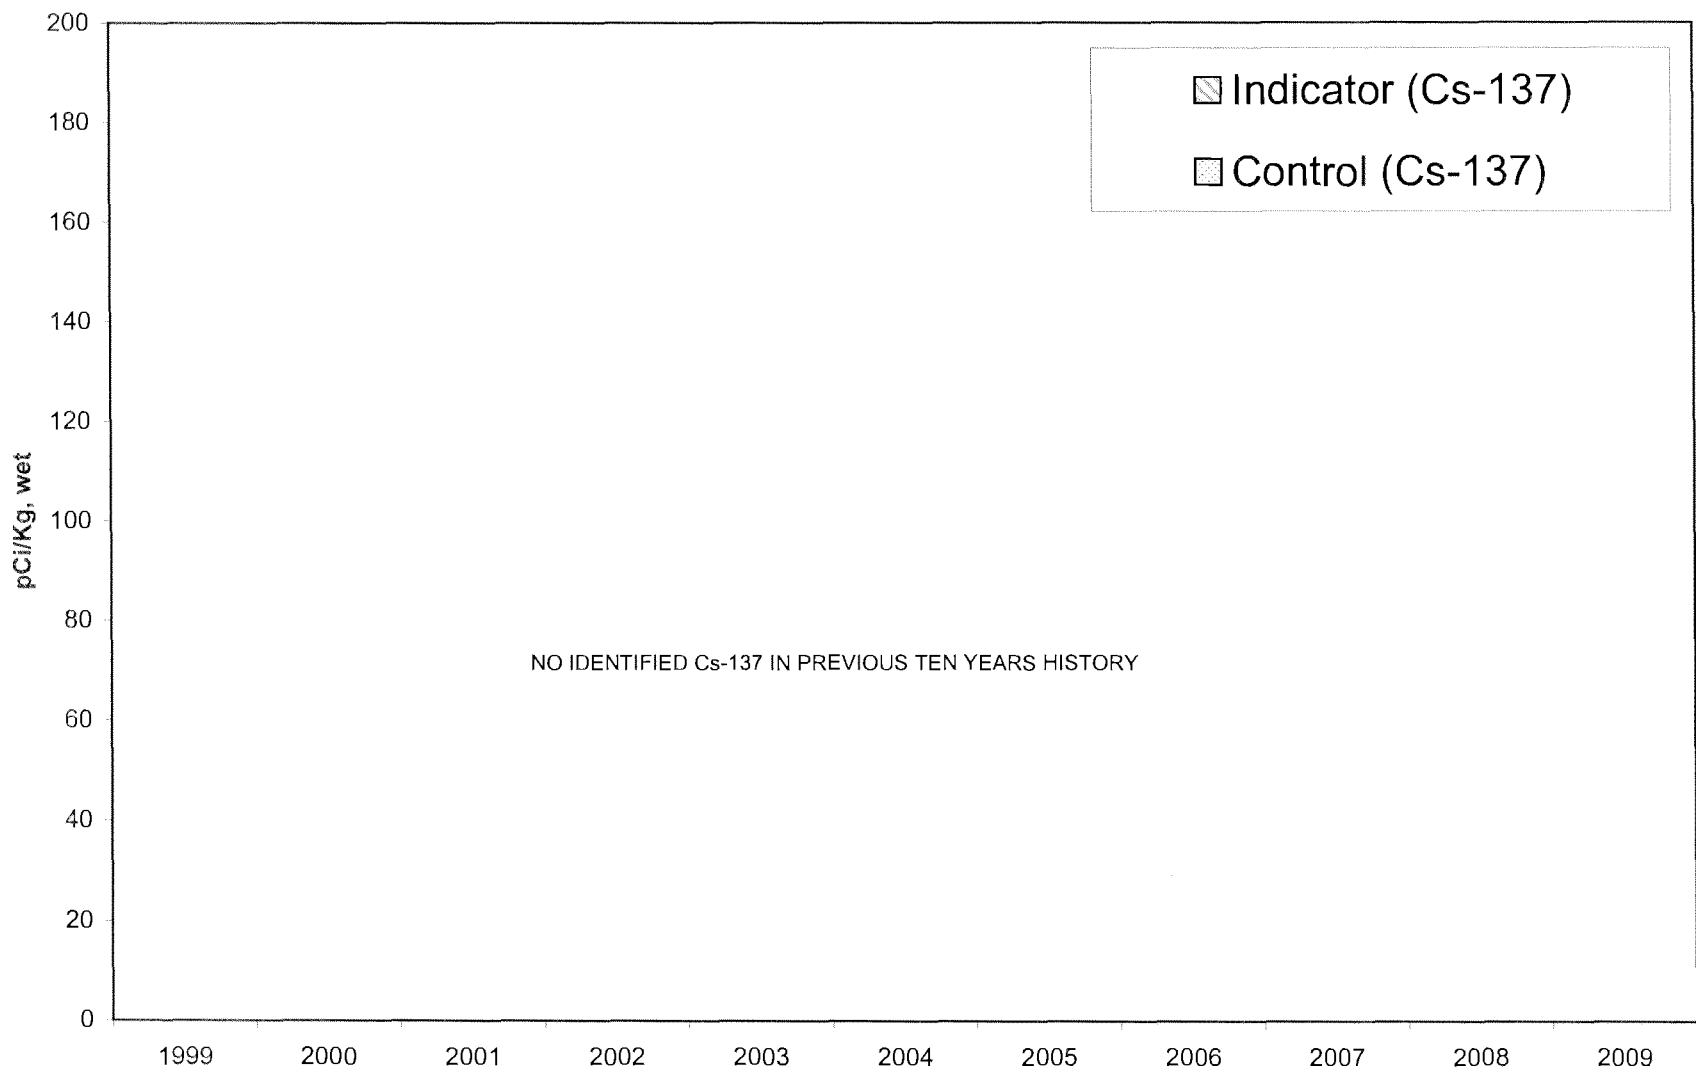 200
180
160
140
120
100
80
60
40
20
0
pCi/Kg, wet
Indicator (Cs-137)
Control (Cs-137)
NO IDENTIFIED Cs-137 IN PREVIOUS TEN YEARS HISTORY
1999 2000 2001 2002 2003 2004 2005 2006 2007 2008 2009